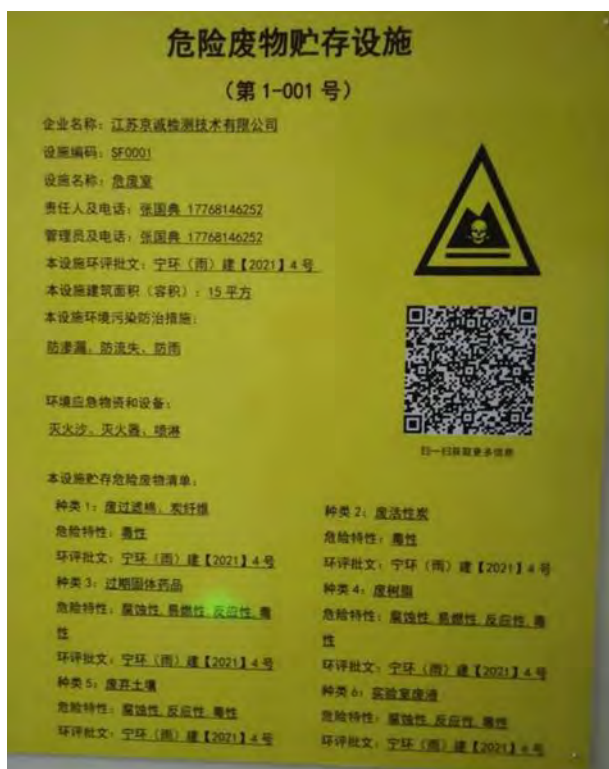 危险废物贮存设施
（第 1-001 号）
企业名称：江苏京诚检测技术有限公司
设施编码：SF0001
设施名称：危废室
责任人及电话：张国典 17768146252
管理员及电话：张国典 17768146252
本设施环评批文：宁环（雨）建【2021】4 号
本设施建筑面积（容积）：15 平方
本设施环境污染防治措施：
防渗漏、防流失、防雨
环境应急物资和设备：
灭火沙、灭火器、喷淋
扫一扫获取更多信息
本设施贮存危险废物清单：
种类 1：废过滤棉、炭纤维
危险特性：毒性
环评批文：宁环（雨）建【2021】4 号
种类 2：废活性炭
危险特性：毒性
环评批文：宁环（雨）建【2021】4 号
种类 3：过期固体药品
危险特性：腐蚀性、易燃性、反应性、毒
性
环评批文：宁环（雨）建【2021】4 号
种类 4：废树脂
危险特性：腐蚀性、易燃性、反应性、毒
性
环评批文：宁环（雨）建【2021】4 号
种类 5：废弃土壤
危险特性：腐蚀性、反应性、毒性
环评批文：宁环（雨）建【2021】4 号
种类 6：实验室废液
危险特性：腐蚀性、反应性、毒性
环评批文：宁环（雨）建【2021】4 号